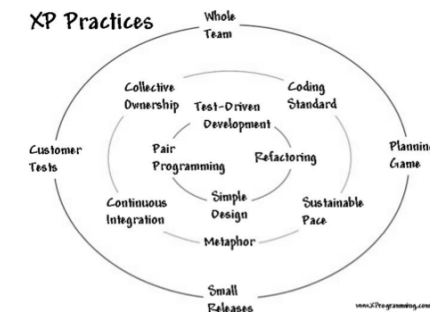 XP Practices
Whole
Team
Collective
Ownership
Coding
Standard
Test-Driven
Development
Customer
Tests
Pair
Programming
Refactoring
Planning
Game
Continuous
Integration
Simple
Design
Sustainable
Pace
Metaphor
Small
Releases
www.XProgramming.com